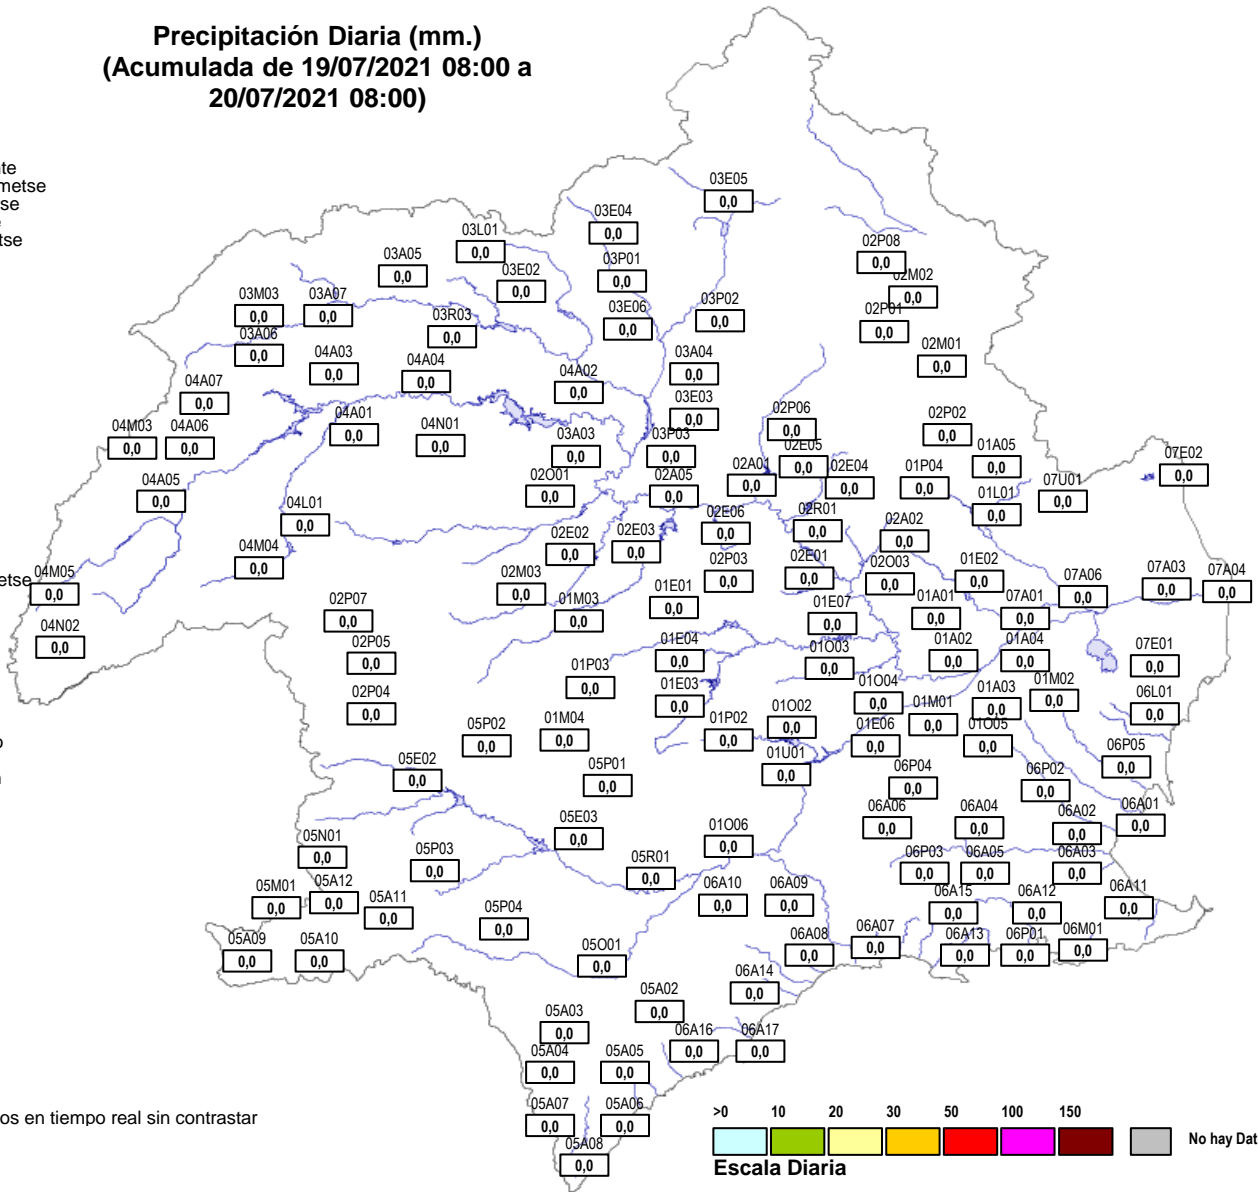 Precipitación Diaria (mm.)
(Acumulada de 19/07/2021 08:00 a
20/07/2021 08:00)
03E05
0,0
03E04
0,0
03L01
0,0
03A05
0,0
03P01
0,0
03E02
0,0
02P08
0,0
02M02
0,0
03M03
0,0
03A07
0,0
03R03
0,0
03E06
0,0
03P02
0,0
02P01
0,0
03A06
0,0
04A03
0,0
04A04
0,0
04A02
0,0
03A04
0,0
02M01
0,0
04A07
0,0
03E03
0,0
04M03
0,0
04A06
0,0
04A01
0,0
04N01
0,0
03A03
0,0
03P03
0,0
02P06
0,0
02E05
0,0
02P02
0,0
01A05
0,0
07E02
0,0
04A05
0,0
02O01
0,0
02A05
0,0
02A01
0,0
02E04
0,0
01P04
0,0
01L01
0,0
07U01
0,0
04L01
0,0
02E06
0,0
02R01
0,0
02A02
0,0
04M04
0,0
02E02
0,0
02E03
0,0
04M05
0,0
02M03
0,0
01M03
0,0
01E01
0,0
02P03
0,0
02E01
0,0
02O03
0,0
01E02
0,0
07A06
0,0
07A03
0,0
07A04
0,0
04N02
0,0
02P07
0,0
01E07
0,0
01A01
0,0
07A01
0,0
02P05
0,0
01E04
0,0
01O03
0,0
01A02
0,0
01A04
0,0
07E01
0,0
02P04
0,0
01P03
0,0
01E03
0,0
01O04
0,0
01M01
0,0
01A03
0,0
01M02
0,0
06L01
0,0
05P02
0,0
01M04
0,0
01P02
0,0
01O02
0,0
01E06
0,0
01O05
0,0
05E02
0,0
05P01
0,0
01U01
0,0
06P04
0,0
06P02
0,0
06P05
0,0
05E03
0,0
01O06
0,0
06A06
0,0
06A04
0,0
06A02
0,0
06A01
0,0
05N01
0,0
05P03
0,0
05R01
0,0
06P03
0,0
06A05
0,0
06A03
0,0
05M01
0,0
05A12
0,0
05A11
0,0
05P04
0,0
06A10
0,0
06A09
0,0
06A15
0,0
06A12
0,0
06A11
0,0
05A09
0,0
05A10
0,0
05O01
0,0
06A08
0,0
06A07
0,0
06A13
0,0
06P01
0,0
06M01
0,0
05A02
0,0
06A14
0,0
05A03
0,0
06A16
0,0
06A17
0,0
05A04
0,0
05A05
0,0
05A07
0,0
05A06
0,0
05A08
0,0
nte
metse
tse
tse
metse
os en tiempo real sin contrastar
>0 10 20 30 50 100 150
No hay Dat
Escala Diaria